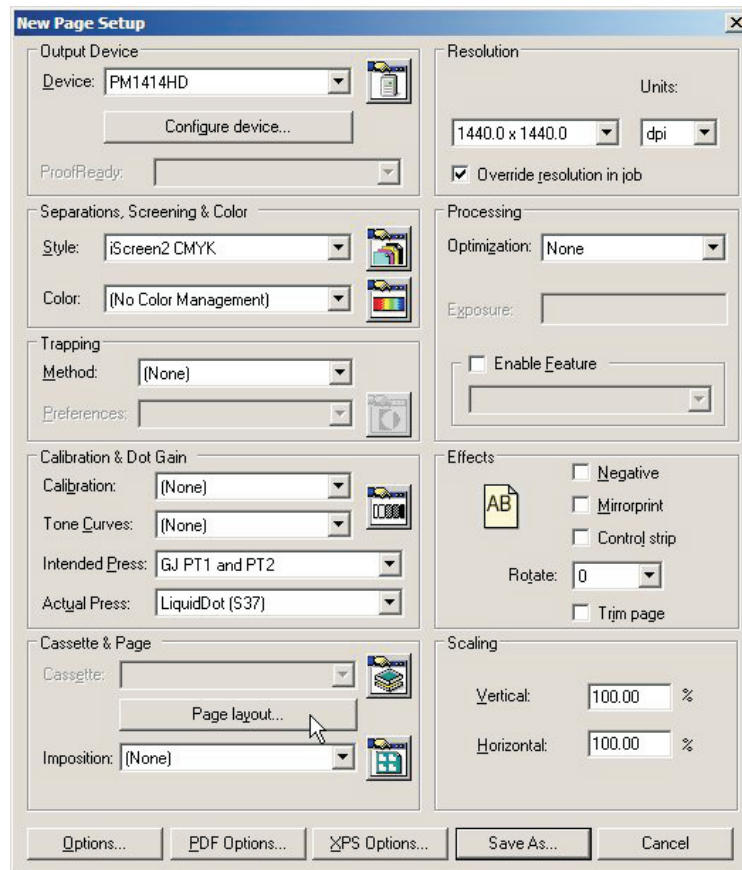 New Page Setup
Output Device
Device: PM1414HD
Configure device...
ProofReady:
Separations, Screening & Color
Style: iScreen2 CMYK
Color: (No Color Management)
Trapping
Method: (None)
Preferences:
Calibration & Dot Gain
Calibration: (None)
Tone Curves: (None)
Intended Press: GJ PT1 and PT2
Actual Press: LiquidDot (S37)
Cassette & Page
Cassette:
Page layout...
Imposition: (None)
Resolution
Units:
1440.0 x 1440.0 dpi
Override resolution in job
Processing
Optimization: None
Exposure:
Enable Feature
Effects
AB
Negative
Mirrorprint
Control strip
Rotate: 0
Trim page
Scaling
Vertical: 100.00 %
Horizontal: 100.00 %
Options... PDF Options... XPS Options... Save As... Cancel